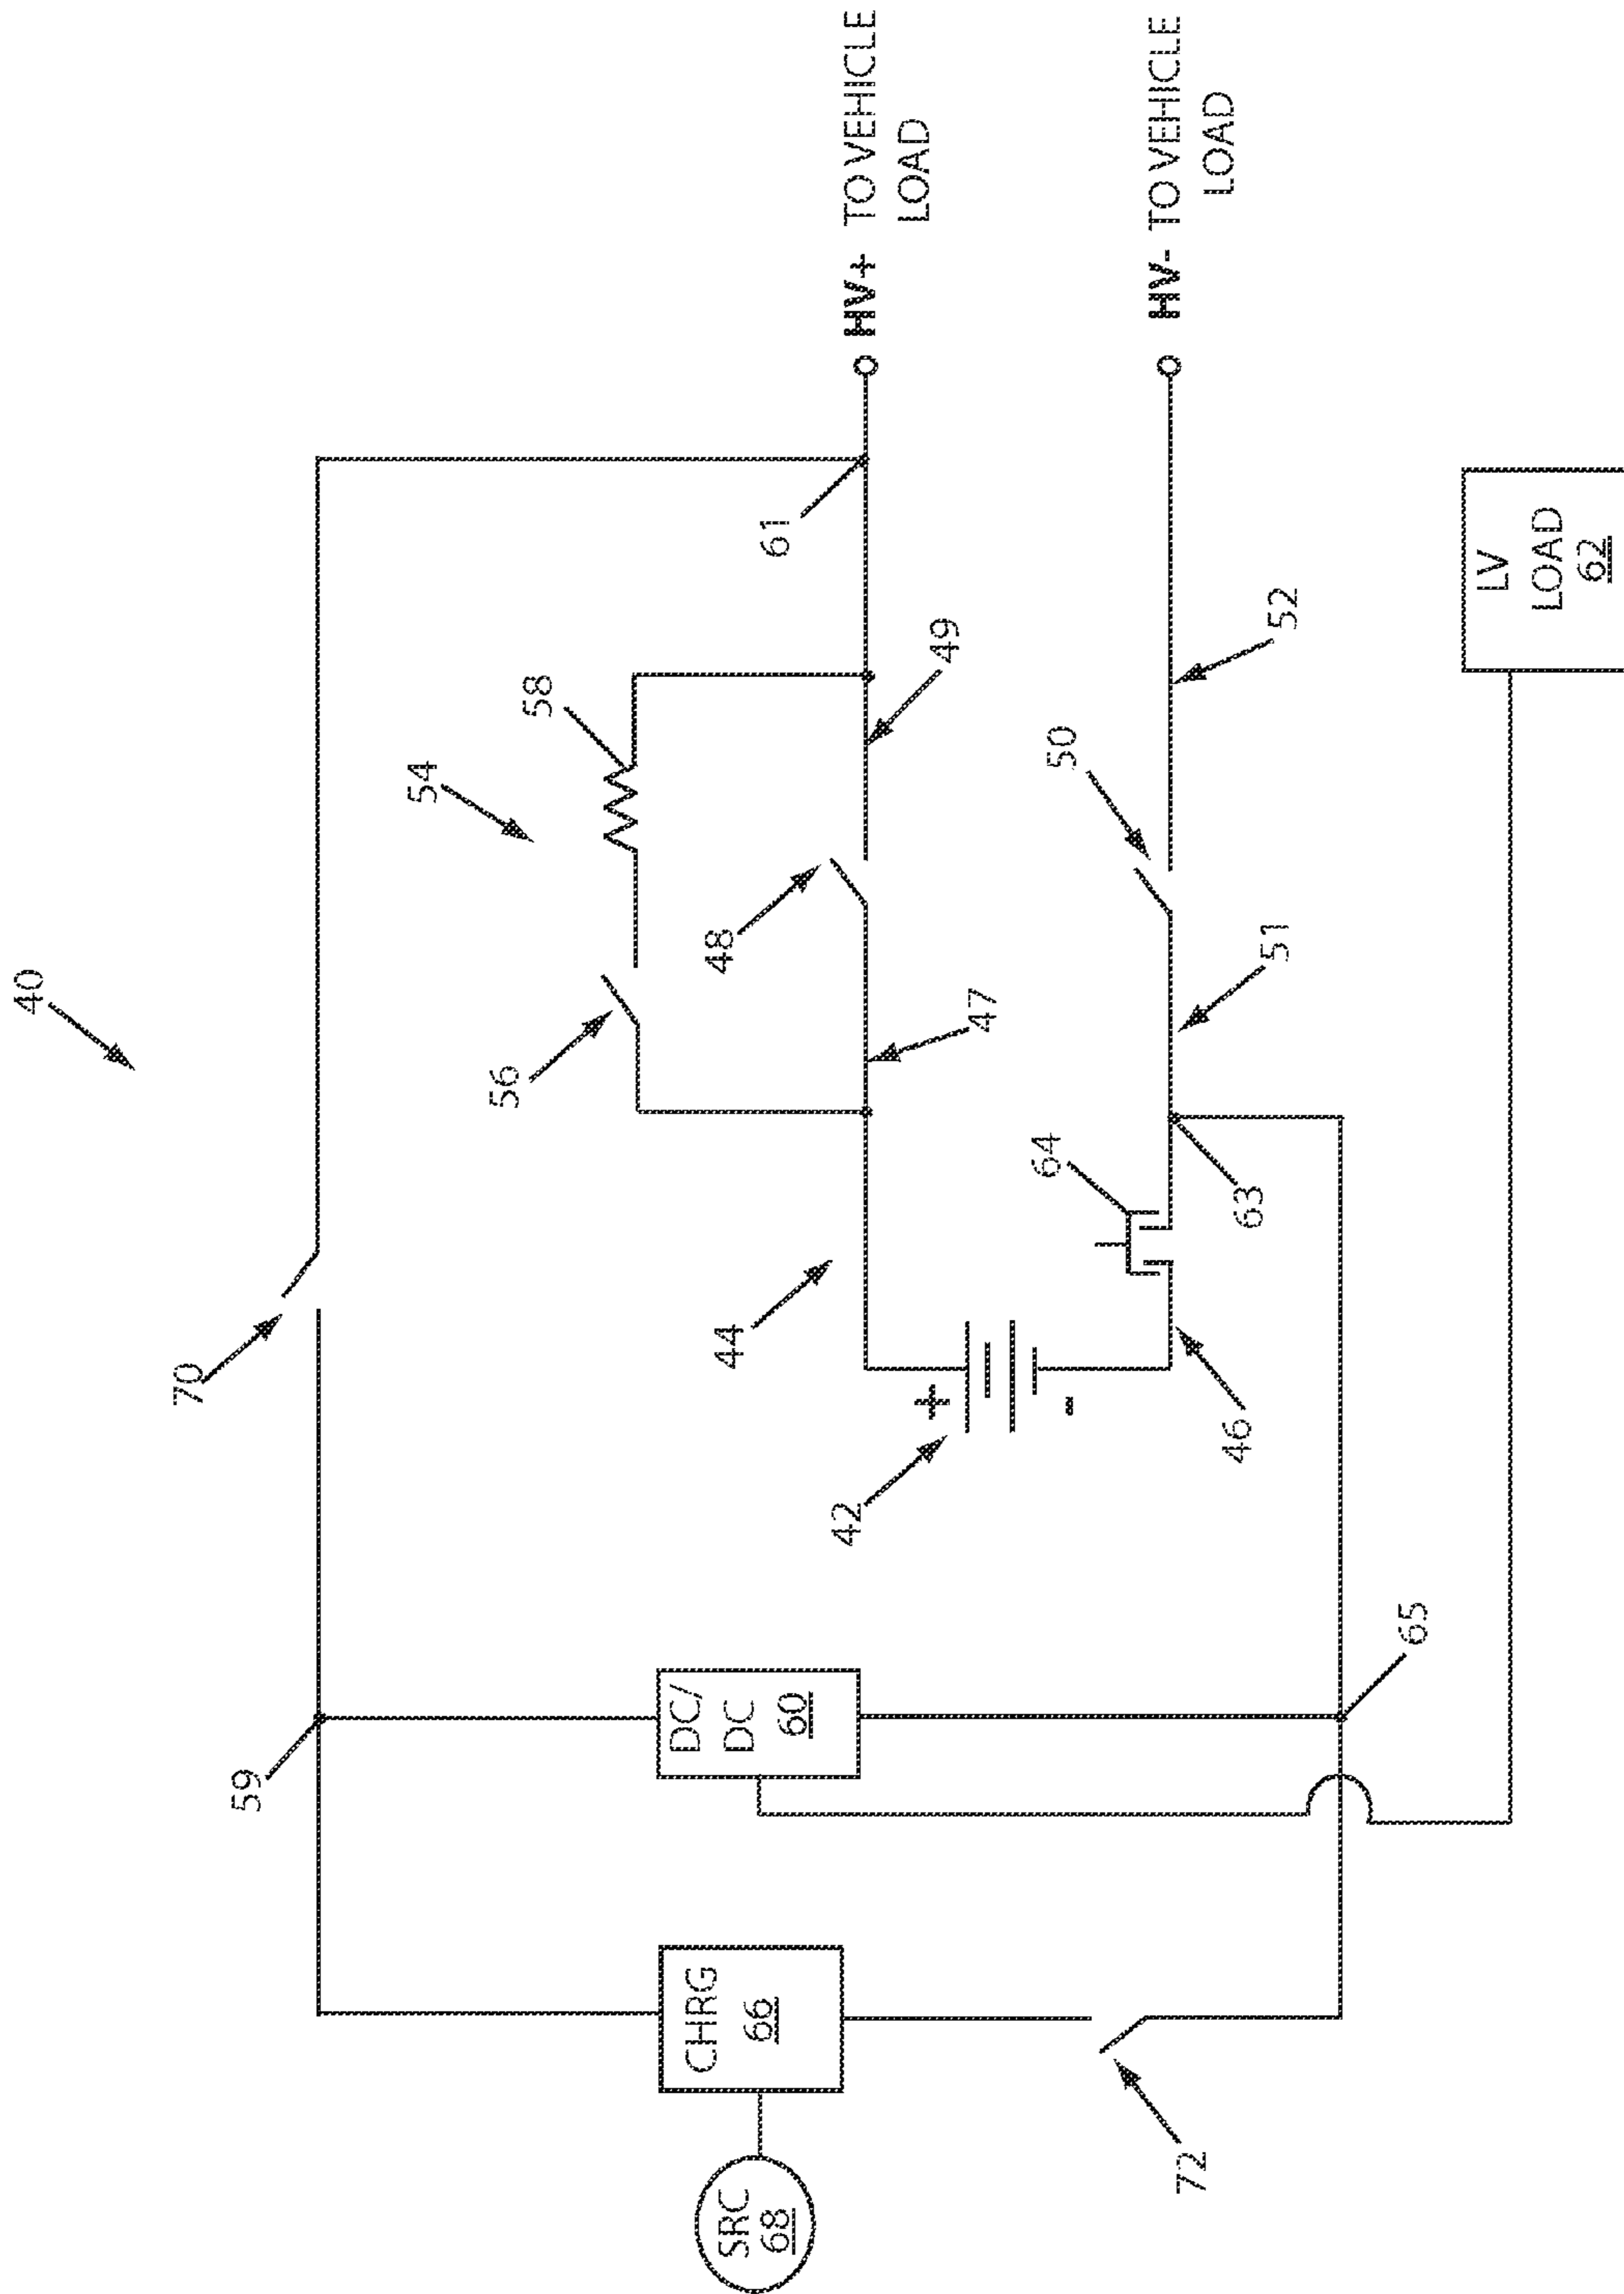 40
70
59
54
58
56
48
61
HV+ TO VEHICLE
LOAD
44
47
49
42
+
-
64
50
HV- TO VEHICLE
LOAD
46
63
51
52
65
72
SRC
68
CHRG
66
DC/
DC
60
LV
LOAD
62